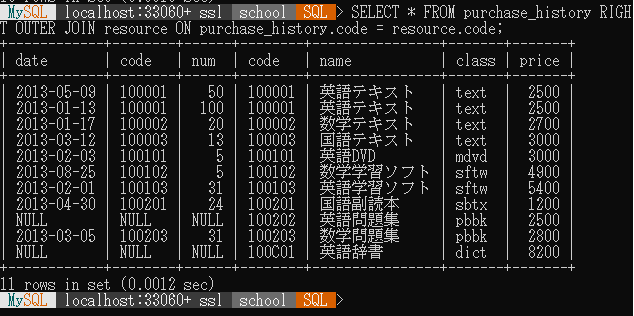 MySQL localhost:33060+ ssl school SQL > SELECT * FROM purchase_history RIGH
T OUTER JOIN resource ON purchase_history.code = resource.code;
+------------+--------+------+--------+----------------+-------+-------+
| date | code | num | code | name | class | price |
+------------+--------+------+--------+----------------+-------+-------+
| 2013-05-09 | 100001 | 50 | 100001 | 英語テキスト | text | 2500 |
| 2013-01-13 | 100001 | 100 | 100001 | 英語テキスト | text | 2500 |
| 2013-01-17 | 100002 | 20 | 100002 | 数学テキスト | text | 2700 |
| 2013-03-12 | 100003 | 13 | 100003 | 国語テキスト | text | 3000 |
| 2013-02-03 | 100101 | 5 | 100101 | 英語DVD | mdvd | 3000 |
| 2013-08-25 | 100102 | 5 | 100102 | 数学学習ソフト | sftw | 4900 |
| 2013-02-01 | 100103 | 31 | 100103 | 英語学習ソフト | sftw | 5400 |
| 2013-04-30 | 100201 | 24 | 100201 | 国語副読本 | sbtx | 1200 |
| NULL | NULL | NULL | 100202 | 英語問題集 | pbbk | 2500 |
| 2013-03-05 | 100203 | 31 | 100203 | 数学問題集 | pbbk | 2800 |
| NULL | NULL | NULL | 100C01 | 英語辞書 | dict | 8200 |
+------------+--------+------+--------+----------------+-------+-------+
11 rows in set (0.0012 sec)
MySQL localhost:33060+ ssl school SQL >